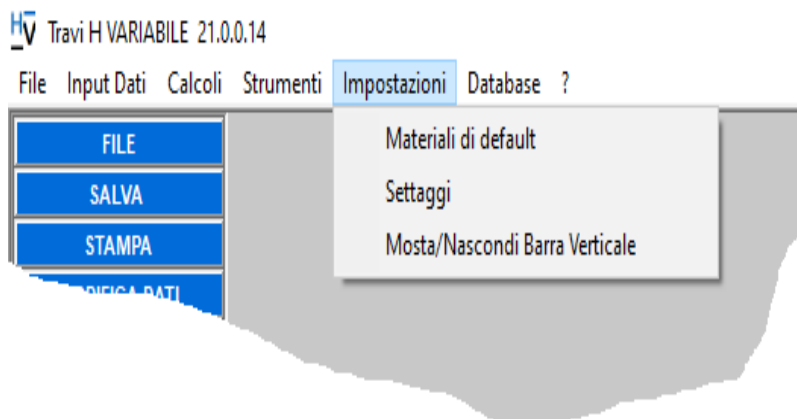 HV Travi H VARIABILE 21.0.0.14
File Input Dati Calcoli Strumenti Impostazioni Database ?
FILE
SALVA
STAMPA
Materiali di default
Settaggi
Mosta/Nascondi Barra Verticale